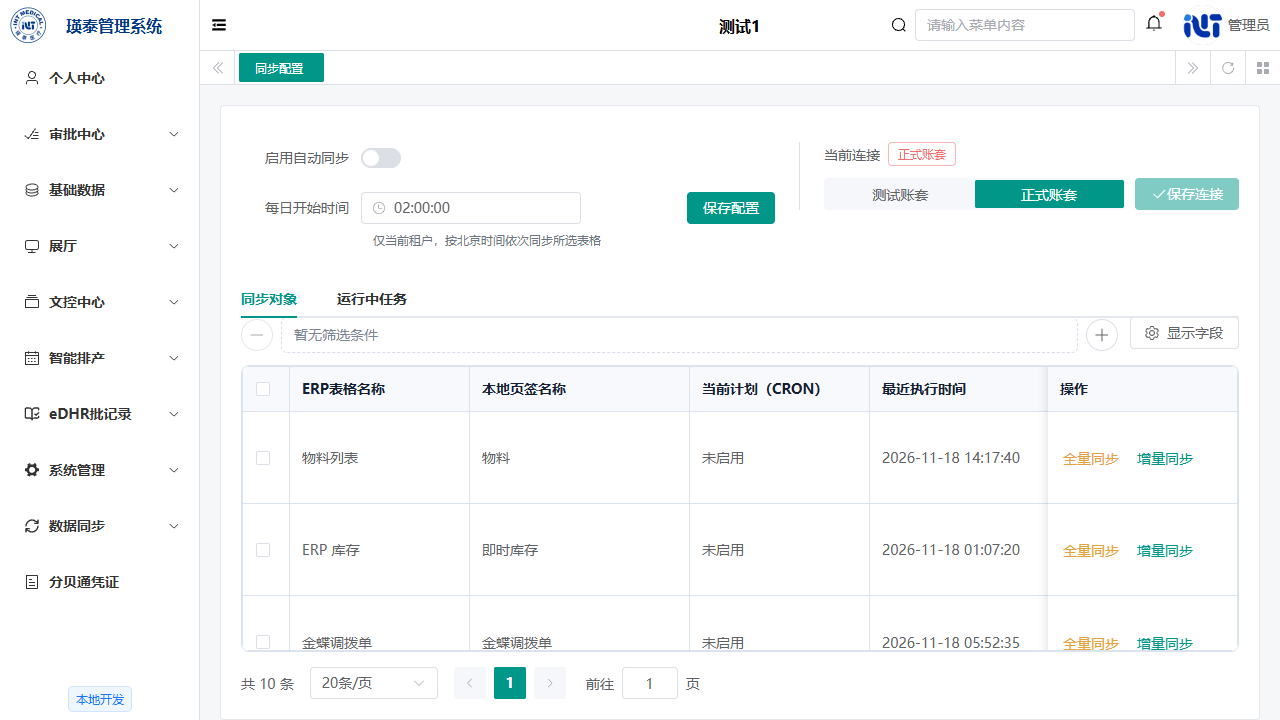 瑛泰管理系统
测试1
请输入菜单内容
管理员
个人中心
审批中心
基础数据
展厅
文控中心
智能排产
eDHR批记录
系统管理
数据同步
分贝通凭证
本地开发
同步配置
启用自动同步
每日开始时间 02:00:00 保存配置
仅当前租户，按北京时间依次同步所选表格
当前连接 正式账套
测试账套 正式账套 保存连接
同步对象 运行中任务
暂无筛选条件 显示字段
ERP表格名称 本地页签名称 当前计划（CRON） 最近执行时间 操作
物料列表 物料 未启用 2026-11-18 14:17:40 全量同步 增量同步
ERP 库存 即时库存 未启用 2026-11-18 01:07:20 全量同步 增量同步
金蝶调拨单 金蝶调拨单 未启用 2026-11-18 05:52:35 全量同步 增量同步
共 10 条 20条/页 1 前往 1 页